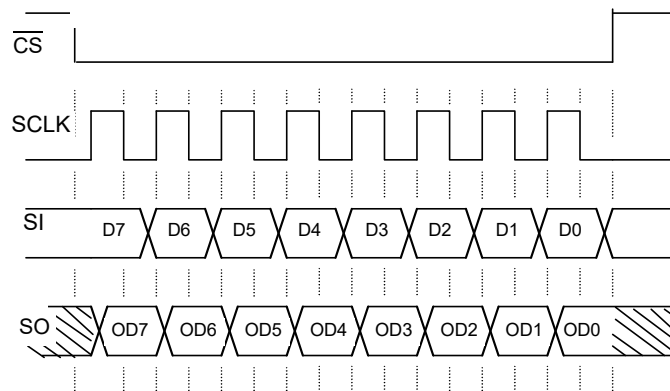 CS
SCLK
SI D7 D6 D5 D4 D3 D2 D1 D0
SO OD7 OD6 OD5 OD4 OD3 OD2 OD1 OD0